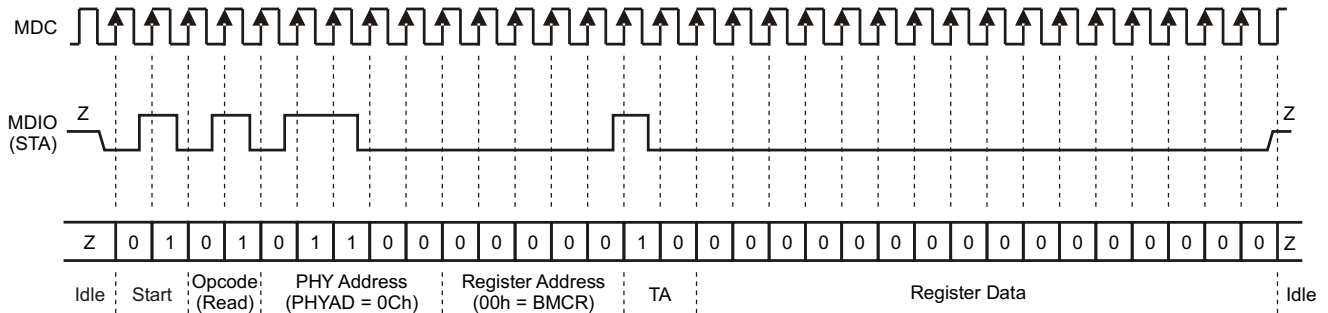 MDC
Z
Z
MDIO
(STA)
Z 0 1 0 1 0 1 1 0 0 0 0 0 0 0 1 0 0 0 0 0 0 0 0 0 0 0 0 0 0 0 0 0 Z
Idle
Start
Opcode
(Read)
PHY Address
(PHYAD = 0Ch)
Register Address
(00h = BMCR)
TA
Register Data
Idle